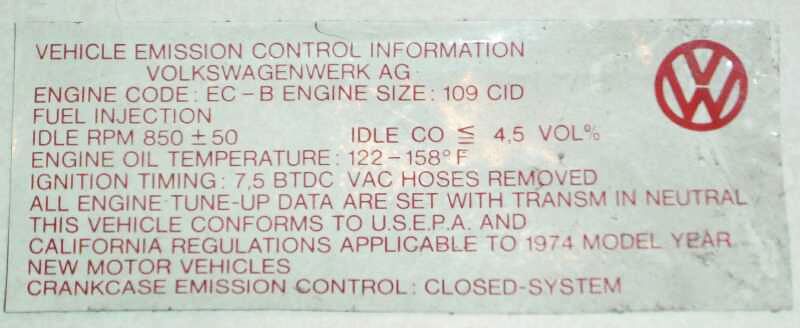 VEHICLE EMISSION CONTROL INFORMATION
VOLKSWAGENWERK AG
ENGINE CODE: EC-B ENGINE SIZE: 109 CID
FUEL INJECTION
IDLE RPM 850 ± 50 IDLE CO ≦ 4,5 VOL%
ENGINE OIL TEMPERATURE: 122-158° F
IGNITION TIMING: 7,5 BTDC VAC HOSES REMOVED
ALL ENGINE TUNE-UP DATA ARE SET WITH TRANSM IN NEUTRAL
THIS VEHICLE CONFORMS TO U.S.E.P.A. AND
CALIFORNIA REGULATIONS APPLICABLE TO 1974 MODEL YEAR
NEW MOTOR VEHICLES
CRANKCASE EMISSION CONTROL: CLOSED-SYSTEM
VW